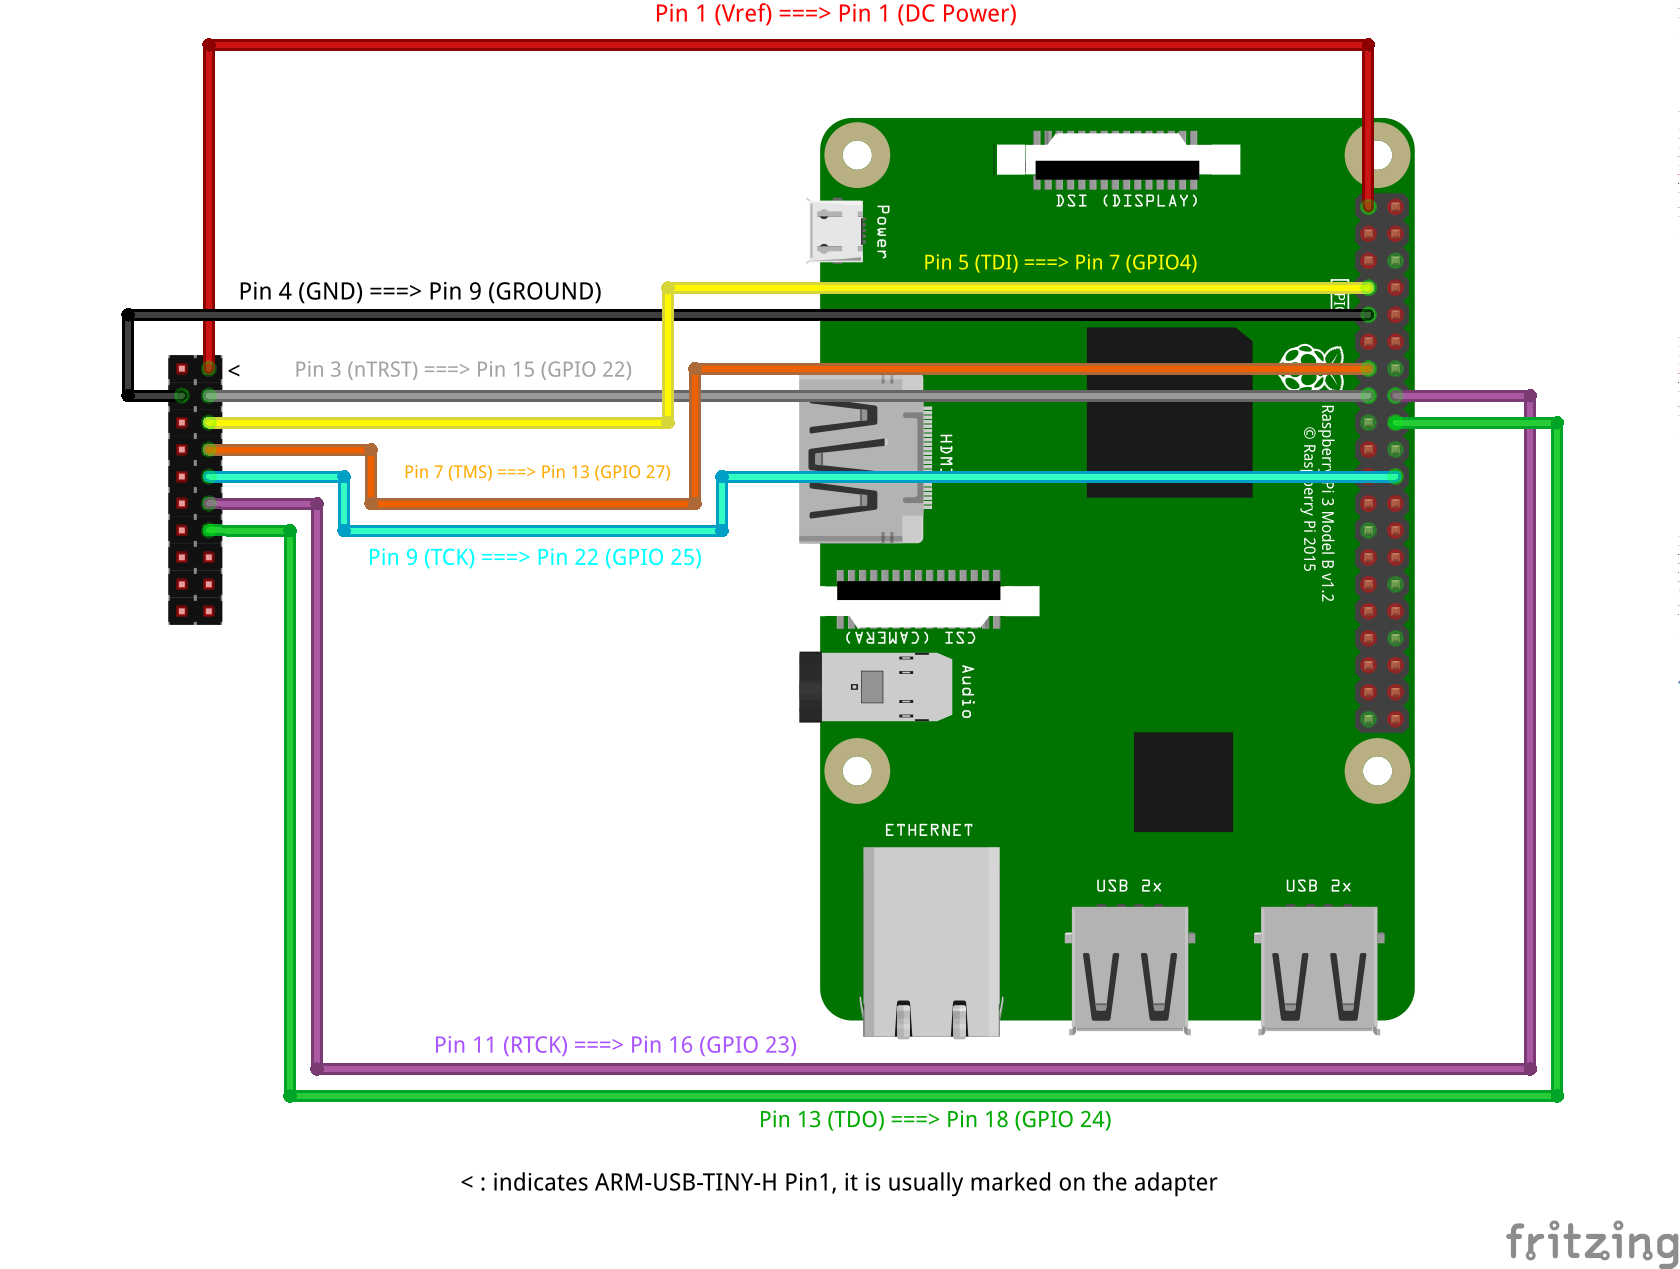 Pin 1 (Vref) ===> Pin 1 (DC Power)
DSI (DISPLAY)
Power
Pin 5 (TDI) ===> Pin 7 (GPIO4)
Pin 4 (GND) ===> Pin 9 (GROUND)
<
Pin 3 (nTRST) ===> Pin 15 (GPIO 22)
Raspberry Pi 3 Model B v1.2
© Raspberry Pi 2015
Pin 7 (TMS) ===> Pin 13 (GPIO 27)
Pin 9 (TCK) ===> Pin 22 (GPIO 25)
CSI (CAMERA)
Audio
ETHERNET
USB 2x
USB 2x
Pin 11 (RTCK) ===> Pin 16 (GPIO 23)
Pin 13 (TDO) ===> Pin 18 (GPIO 24)
< : indicates ARM-USB-TINY-H Pin1, it is usually marked on the adapter
fritzing